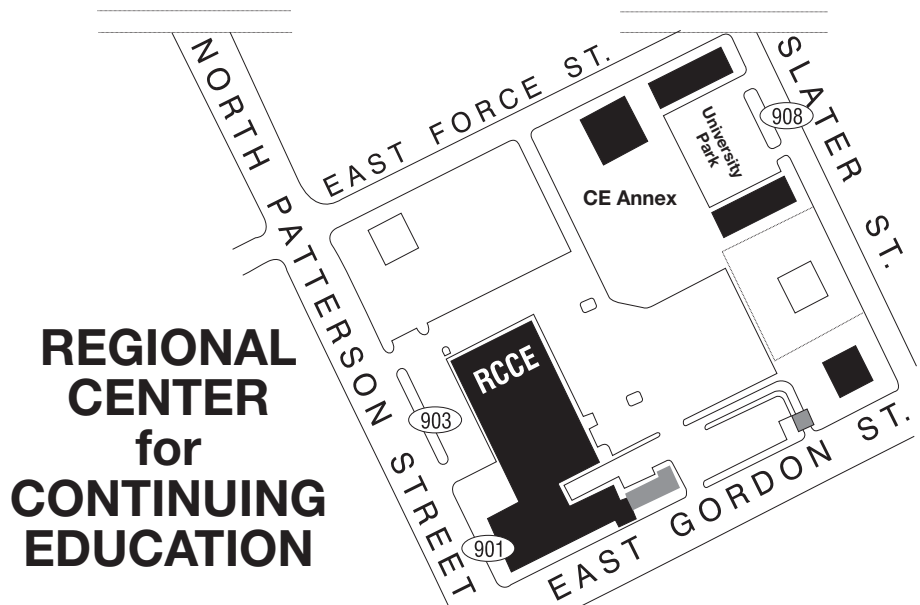 NORTH PATTERSON STREET
EAST FORCE ST.
SLATER ST.
908
University
Park
CE Annex
REGIONAL
CENTER
for
CONTINUING
EDUCATION
RCCE
903
901
EAST GORDON ST.